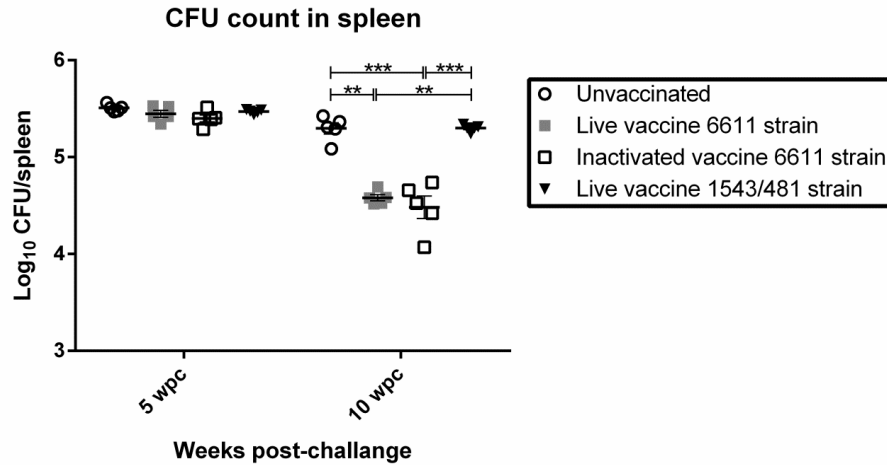 CFU count in spleen
Log10 CFU/spleen
6
5
4
3
*** ***
** **
5 wpc
10 wpc
Weeks post-challange
Unvaccinated
Live vaccine 6611 strain
Inactivated vaccine 6611 strain
Live vaccine 1543/481 strain